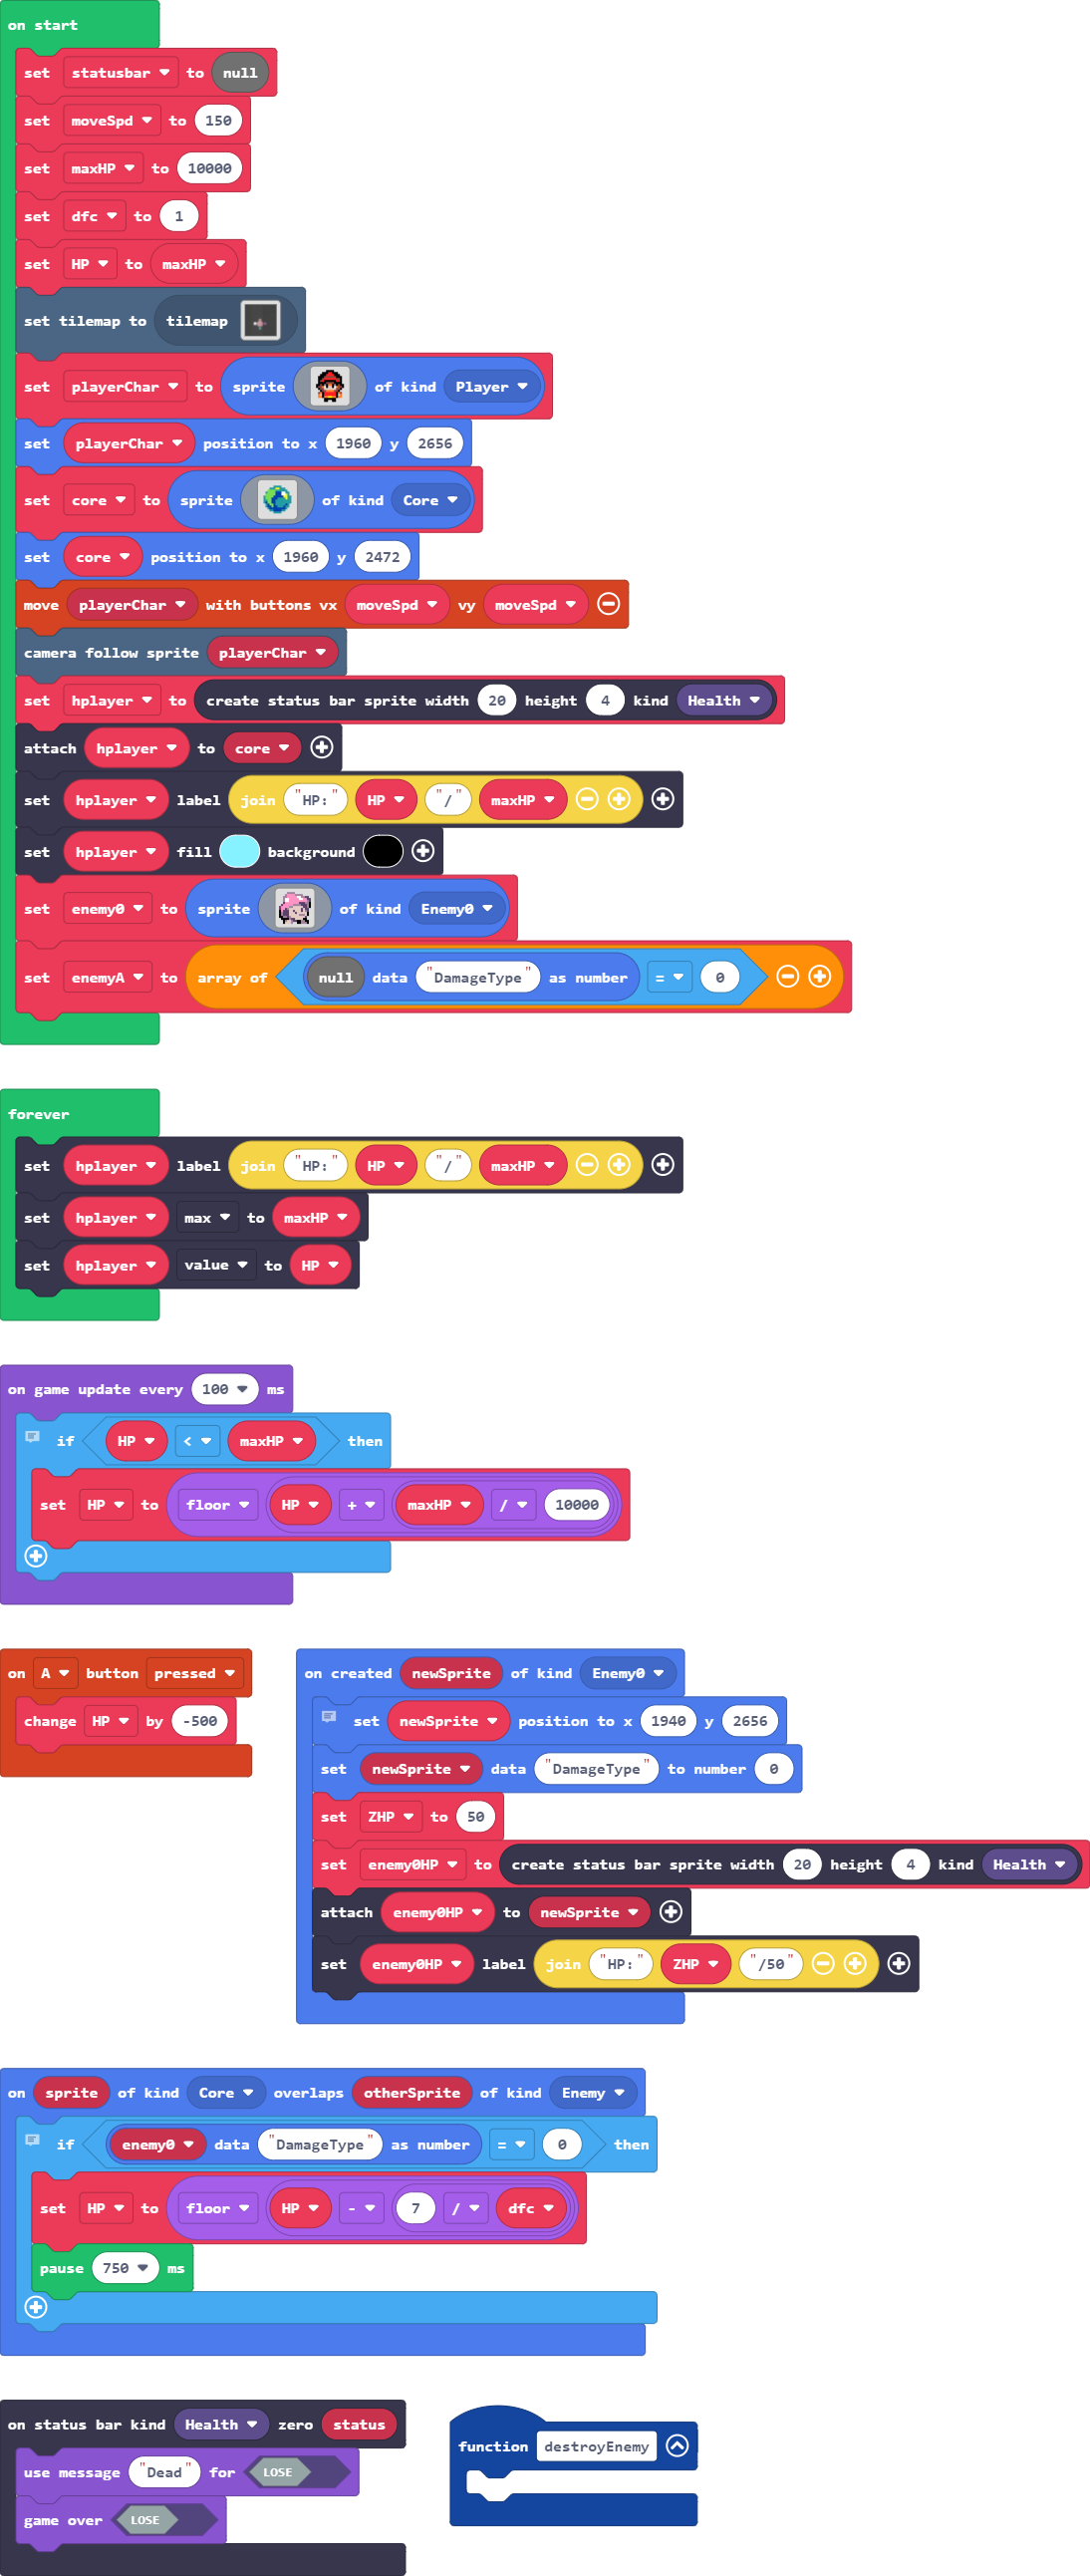 on start
set statusbar to null
set moveSpd to 150
set maxHP to 10000
set dfc to 1
set HP to maxHP
set tilemap to tilemap
set playerChar to sprite of kind Player
set playerChar position to x 1960 y 2656
set core to sprite of kind Core
set core position to x 1960 y 2472
move playerChar with buttons vx moveSpd vy moveSpd
camera follow sprite playerChar
set hplayer to create status bar sprite width 20 height 4 kind Health
attach hplayer to core
set hplayer label join "HP:" HP "/" maxHP
set hplayer fill background
set enemy0 to sprite of kind Enemy0
set enemyA to array of null data "DamageType" as number = 0
forever
set hplayer label join "HP:" HP "/" maxHP
set hplayer max to maxHP
set hplayer value to HP
on game update every 100 ms
if HP < maxHP then
set HP to floor HP + maxHP / 10000
on A button pressed
change HP by -500
on created newSprite of kind Enemy0
set newSprite position to x 1940 y 2656
set newSprite data "DamageType" to number 0
set ZHP to 50
set enemy0HP to create status bar sprite width 20 height 4 kind Health
attach enemy0HP to newSprite
set enemy0HP label join "HP:" ZHP "/50"
on sprite of kind Core overlaps otherSprite of kind Enemy
if enemy0 data "DamageType" as number = 0 then
set HP to floor HP - 7 / dfc
pause 750 ms
on status bar kind Health zero status
use message "Dead" for LOSE
game over LOSE
function destroyEnemy